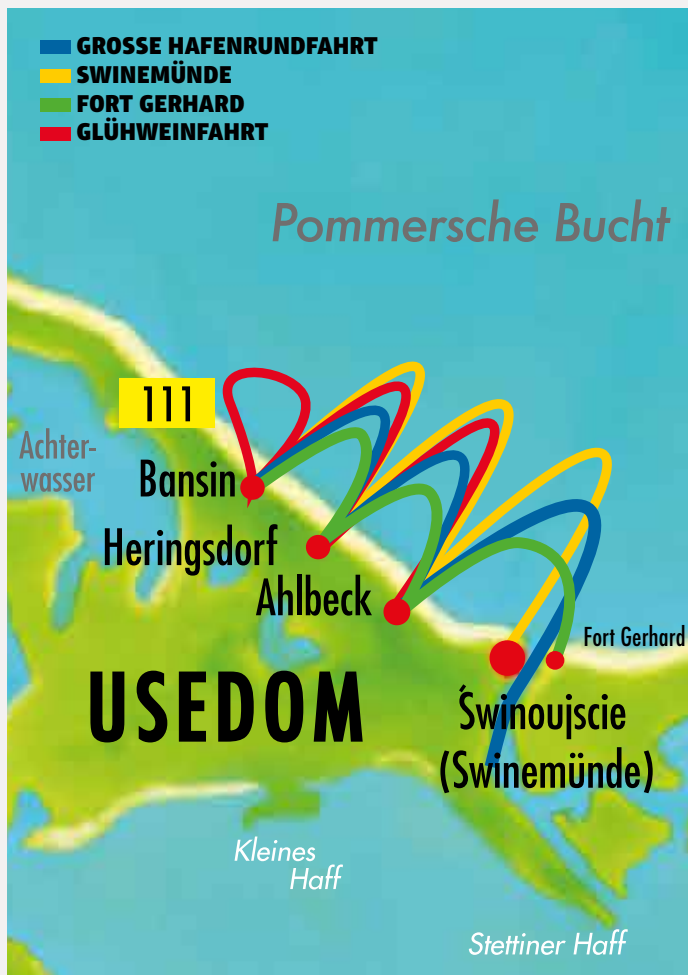 GROSSE HAFENRUNDFAHRT
SWINEMÜNDE
FORT GERHARD
GLÜHWEINFAHRT
Pommersche Bucht
111
Achter-
wasser
Bansin
Heringsdorf
Ahlbeck
Fort Gerhard
USEDOM
Świnoujscie
(Swinemünde)
Kleines
Haff
Stettiner Haff